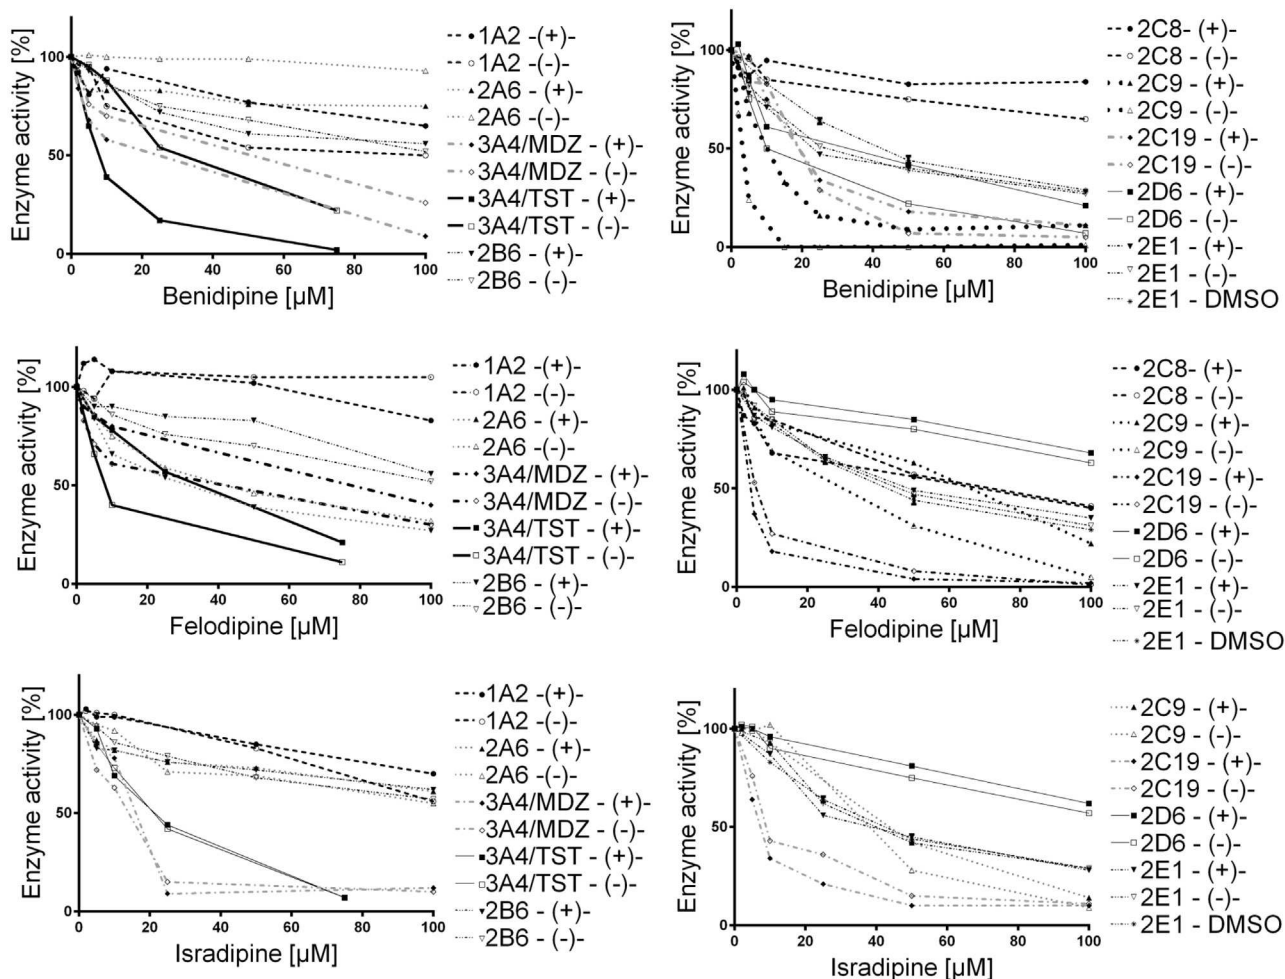 Enzyme activity [%]
100
50
0
0 20 40 60 80 100
Benidipine [µM]
1A2 -(+)-
1A2 -(-)-
2A6 - (+)-
2A6 -(-)-
3A4/MDZ - (+)-
3A4/MDZ - (-)-
3A4/TST - (+)-
3A4/TST - (-)-
2B6 - (+)-
2B6 - (-)-
Enzyme activity [%]
100
50
0
0 20 40 60 80 100
Benidipine [µM]
2C8- (+)-
2C8 - (-)-
2C9 - (+)-
2C9 - (-)-
2C19 - (+)-
2C19 - (-)-
2D6 - (+)-
2D6 - (-)-
2E1 - (+)-
2E1 - (-)-
2E1 - DMSO
Enzyme activity [%]
100
50
0
0 20 40 60 80 100
Felodipine [µM]
1A2 -(+)-
1A2 -(-)-
2A6 - (+)-
2A6 -(-)-
3A4/MDZ - (+)-
3A4/MDZ - (-)-
3A4/TST - (+)-
3A4/TST - (-)-
2B6 - (+)-
2B6 - (-)-
Enzyme activity [%]
100
50
0
0 20 40 60 80 100
Felodipine [µM]
2C8- (+)-
2C8 - (-)-
2C9 - (+)-
2C9 - (-)-
2C19 - (+)-
2C19 - (-)-
2D6 - (+)-
2D6 - (-)-
2E1 - (+)-
2E1 - (-)-
2E1 - DMSO
Enzyme activity [%]
100
50
0
0 20 40 60 80 100
Isradipine [µM]
1A2 -(+)-
1A2 -(-)-
2A6 - (+)-
2A6 -(-)-
3A4/MDZ - (+)-
3A4/MDZ - (-)-
3A4/TST - (+)-
3A4/TST - (-)-
2B6 - (+)-
2B6 - (-)-
Enzyme activity [%]
100
50
0
0 20 40 60 80 100
Isradipine [µM]
2C9 - (+)-
2C9 - (-)-
2C19 - (+)-
2C19 - (-)-
2D6 - (+)-
2D6 - (-)-
2E1 - (+)-
2E1 - (-)-
2E1 - DMSO